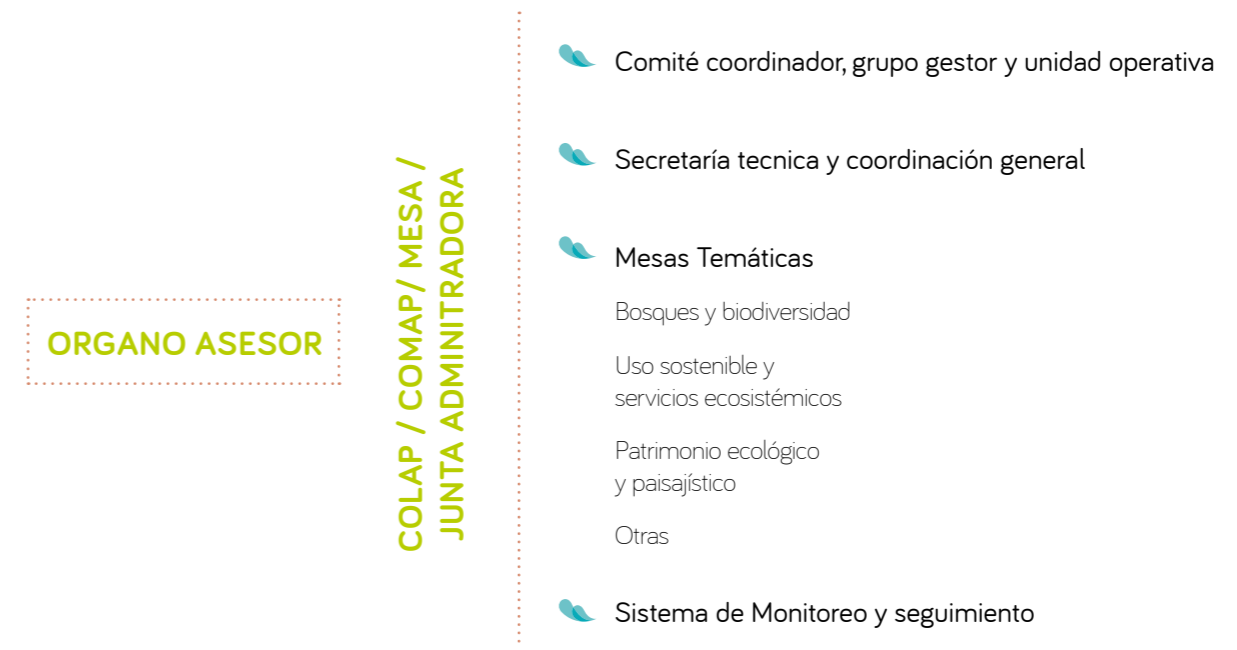 ORGANO ASESOR
COLAP / COMAP/ MESA /
JUNTA ADMINITRADORA
Comité coordinador, grupo gestor y unidad operativa
Secretaría tecnica y coordinación general
Mesas Temáticas
Bosques y biodiversidad
Uso sostenible y
servicios ecosistémicos
Patrimonio ecológico
y paisajístico
Otras
Sistema de Monitoreo y seguimiento